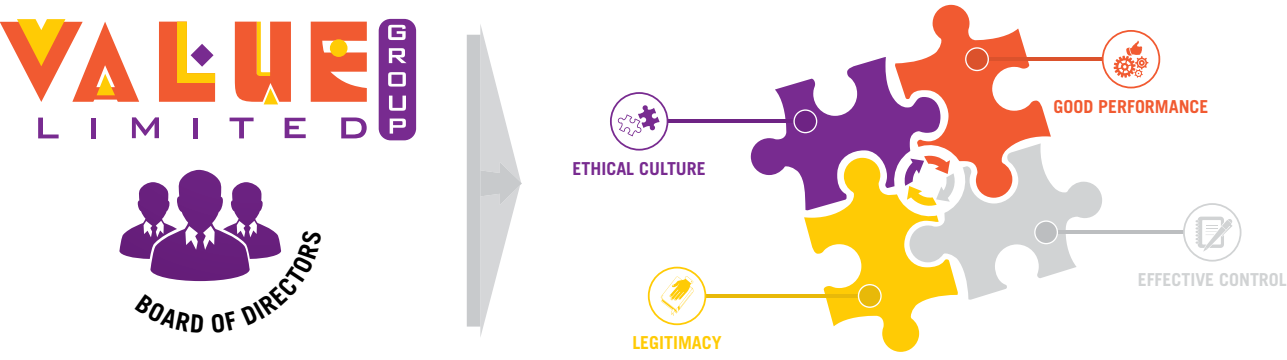 VALUE
GROUP
LIMITED
BOARD OF DIRECTORS
GOOD PERFORMANCE
ETHICAL CULTURE
EFFECTIVE CONTROL
LEGITIMACY